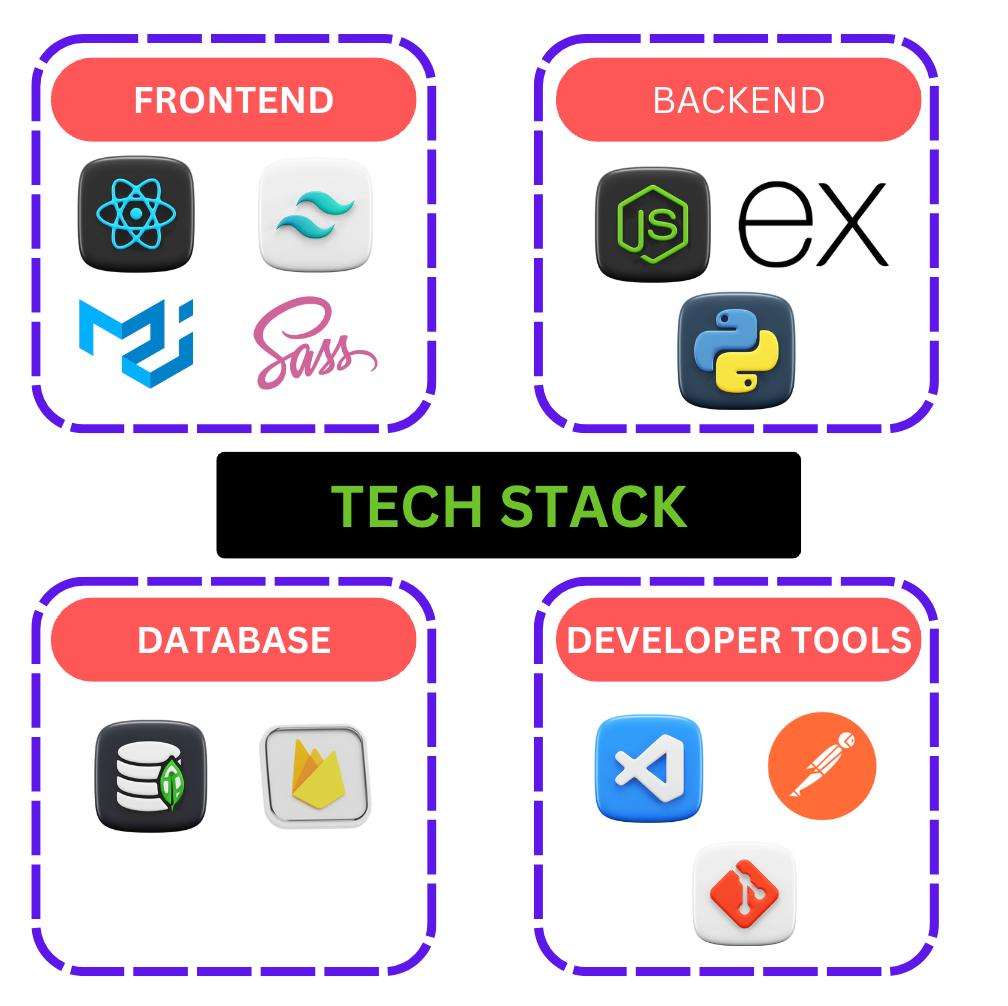 FRONTEND
BACKEND
JS
ex
Sass
TECH STACK
DATABASE
DEVELOPER TOOLS